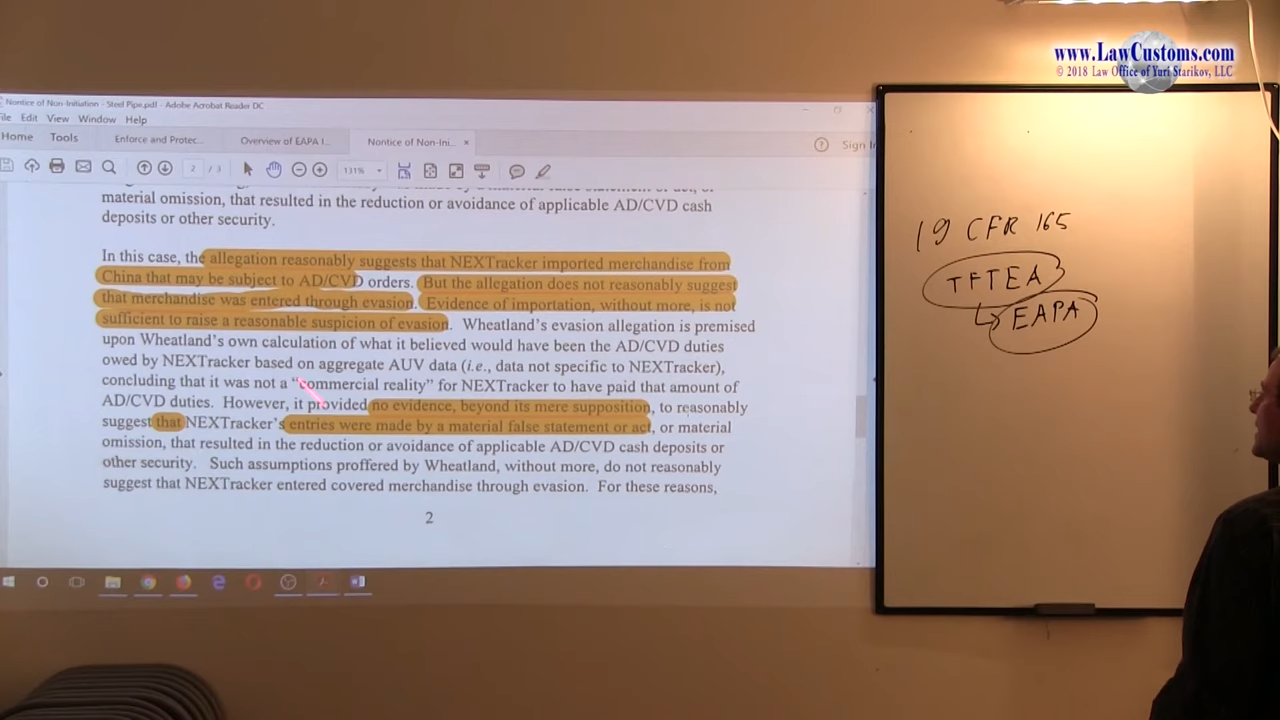 www.LawCustoms.com
© 2018 Law Office of Yuri Starikov, LLC
Nontice of Non-Initiation - Steel Pipe.pdf - Adobe Acrobat Reader DC
File Edit View Window Help
Home Tools Enforce and Protec... Overview of EAPA I... Nontice of Non-Ini... × Sign In
2 / 3 131%
material omission, that resulted in the reduction or avoidance of applicable AD/CVD cash
deposits or other security.
In this case, the allegation reasonably suggests that NEXTracker imported merchandise from
China that may be subject to AD/CVD orders. But the allegation does not reasonably suggest
that merchandise was entered through evasion. Evidence of importation, without more, is not
sufficient to raise a reasonable suspicion of evasion. Wheatland's evasion allegation is premised
upon Wheatland's own calculation of what it believed would have been the AD/CVD duties
owed by NEXTracker based on aggregate AUV data (i.e., data not specific to NEXTracker),
concluding that it was not a "commercial reality" for NEXTracker to have paid that amount of
AD/CVD duties. However, it provided no evidence, beyond its mere supposition, to reasonably
suggest that NEXTracker's entries were made by a material false statement or act, or material
omission, that resulted in the reduction or avoidance of applicable AD/CVD cash deposits or
other security. Such assumptions proffered by Wheatland, without more, do not reasonably
suggest that NEXTracker entered covered merchandise through evasion. For these reasons,
2
19 CFR 165
TFTEA
EAPA